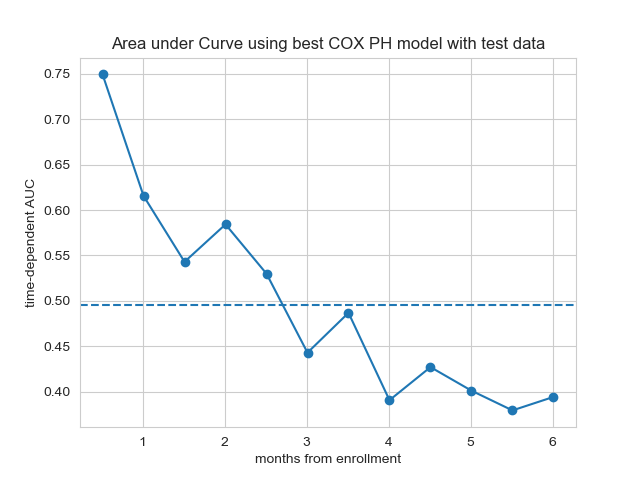 Area under Curve using best COX PH model with test data
time-dependent AUC
0.75
0.70
0.65
0.60
0.55
0.50
0.45
0.40
1 2 3 4 5 6
months from enrollment